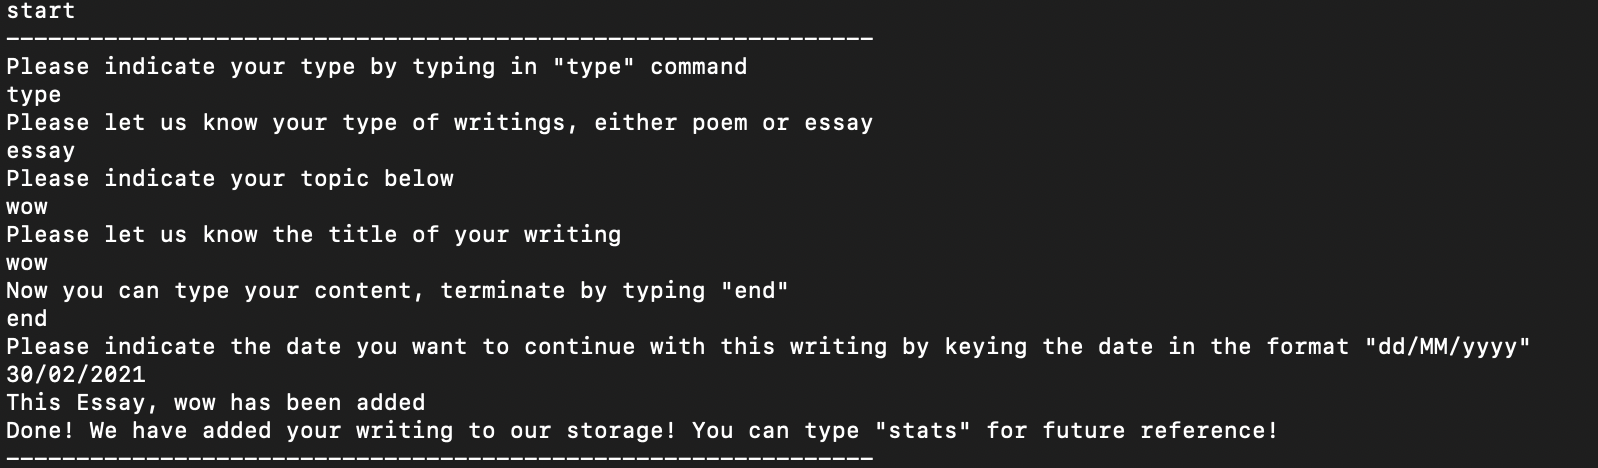 start
--------------------------------------------------------------
Please indicate your type by typing in "type" command
type
Please let us know your type of writings, either poem or essay
essay
Please indicate your topic below
wow
Please let us know the title of your writing
wow
Now you can type your content, terminate by typing "end"
end
Please indicate the date you want to continue with this writing by keying the date in the format "dd/MM/yyyy"
30/02/2021
This Essay, wow has been added
Done! We have added your writing to our storage! You can type "stats" for future reference!
--------------------------------------------------------------